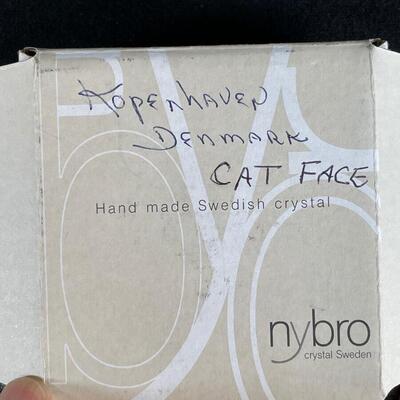 Kopenhaven
Denmark
Cat Face
Hand made Swedish crystal
nybro
crystal Sweden